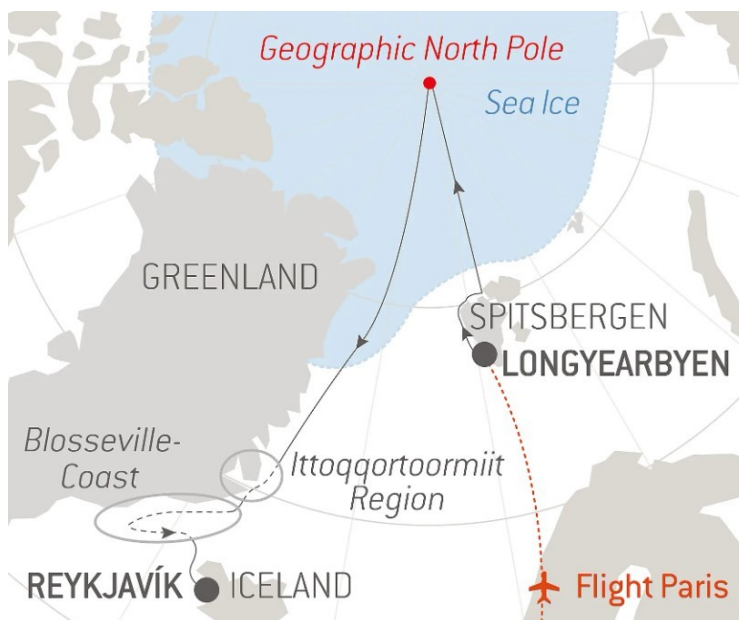 Geographic North Pole
Sea Ice
GREENLAND
SPITSBERGEN
LONGYEARBYEN
Blosseville-
Coast
Ittoqqortoormiit
Region
REYKJAVÍK
ICELAND
Flight Paris